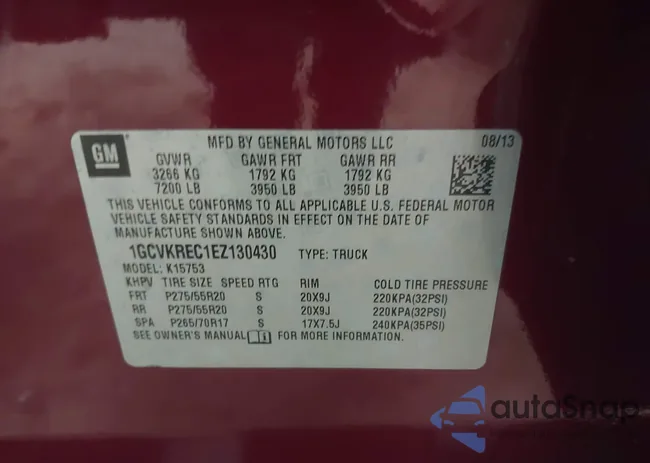 GM
MFD BY GENERAL MOTORS LLC 08/13
GVWR GAWR FRT GAWR RR
3266 KG 1792 KG 1792 KG
7200 LB 3950 LB 3950 LB
THIS VEHICLE CONFORMS TO ALL APPLICABLE U.S. FEDERAL MOTOR
VEHICLE SAFETY STANDARDS IN EFFECT ON THE DATE OF
MANUFACTURE SHOWN ABOVE.
1GCVKREC1EZ130430 TYPE: TRUCK
MODEL: K15753
KHPV TIRE SIZE SPEED RTG RIM COLD TIRE PRESSURE
FRT P275/55R20 S 20X9J 220KPA(32PSI)
RR P275/55R20 S 20X9J 220KPA(32PSI)
SPA P265/70R17 S 17X7.5J 240KPA(35PSI)
SEE OWNER'S MANUAL FOR MORE INFORMATION.
autoSnap